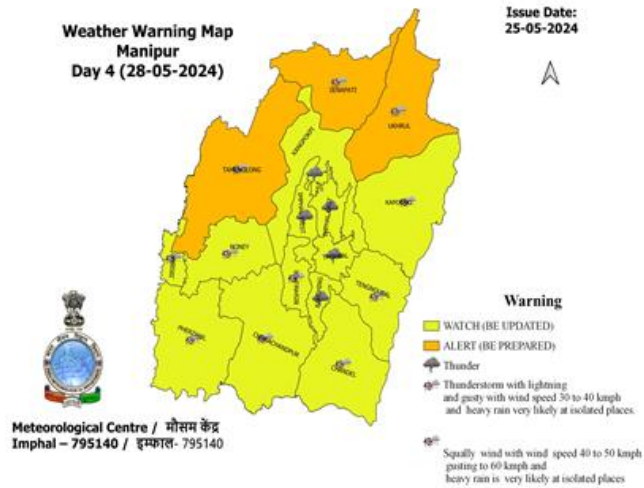 Weather Warning Map
Manipur
Day 4 (28-05-2024)
Issue Date:
25-05-2024
SENAPATI
UKHRUL
KANGPOKPI
TAMENGLONG
KAMJONG
NONEY
TENGNOUPAL
PHERZAWL
CHURACHANDPUR
CHANDEL
Warning
WATCH (BE UPDATED)
ALERT (BE PREPARED)
Thunder
Thunderstorm with lightning
and gusty with wind speed 30 to 40 kmph
and heavy rain very likely at isolated places.
Squally wind with wind speed 40 to 50 kmph
gusting to 60 kmph and
heavy rain is very likely at isolated places
Meteorological Centre / मौसम केंद्र
Imphal – 795140 / इम्फाल- 795140